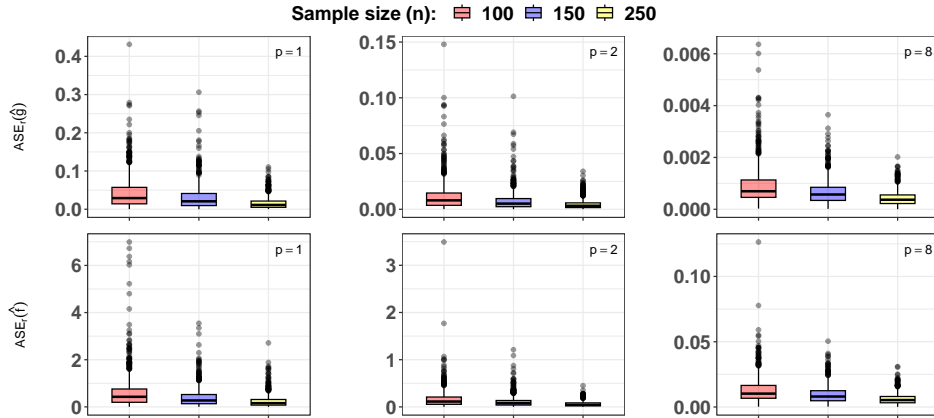 Sample size (n): 100 150 250
ASEᵣ(ĝ)
p = 1
0.4
0.3
0.2
0.1
0.0
p = 2
0.15
0.10
0.05
0.00
p = 8
0.006
0.004
0.002
0.000
ASEᵣ(f̂)
p = 1
6
4
2
0
p = 2
3
2
1
0
p = 8
0.10
0.05
0.00